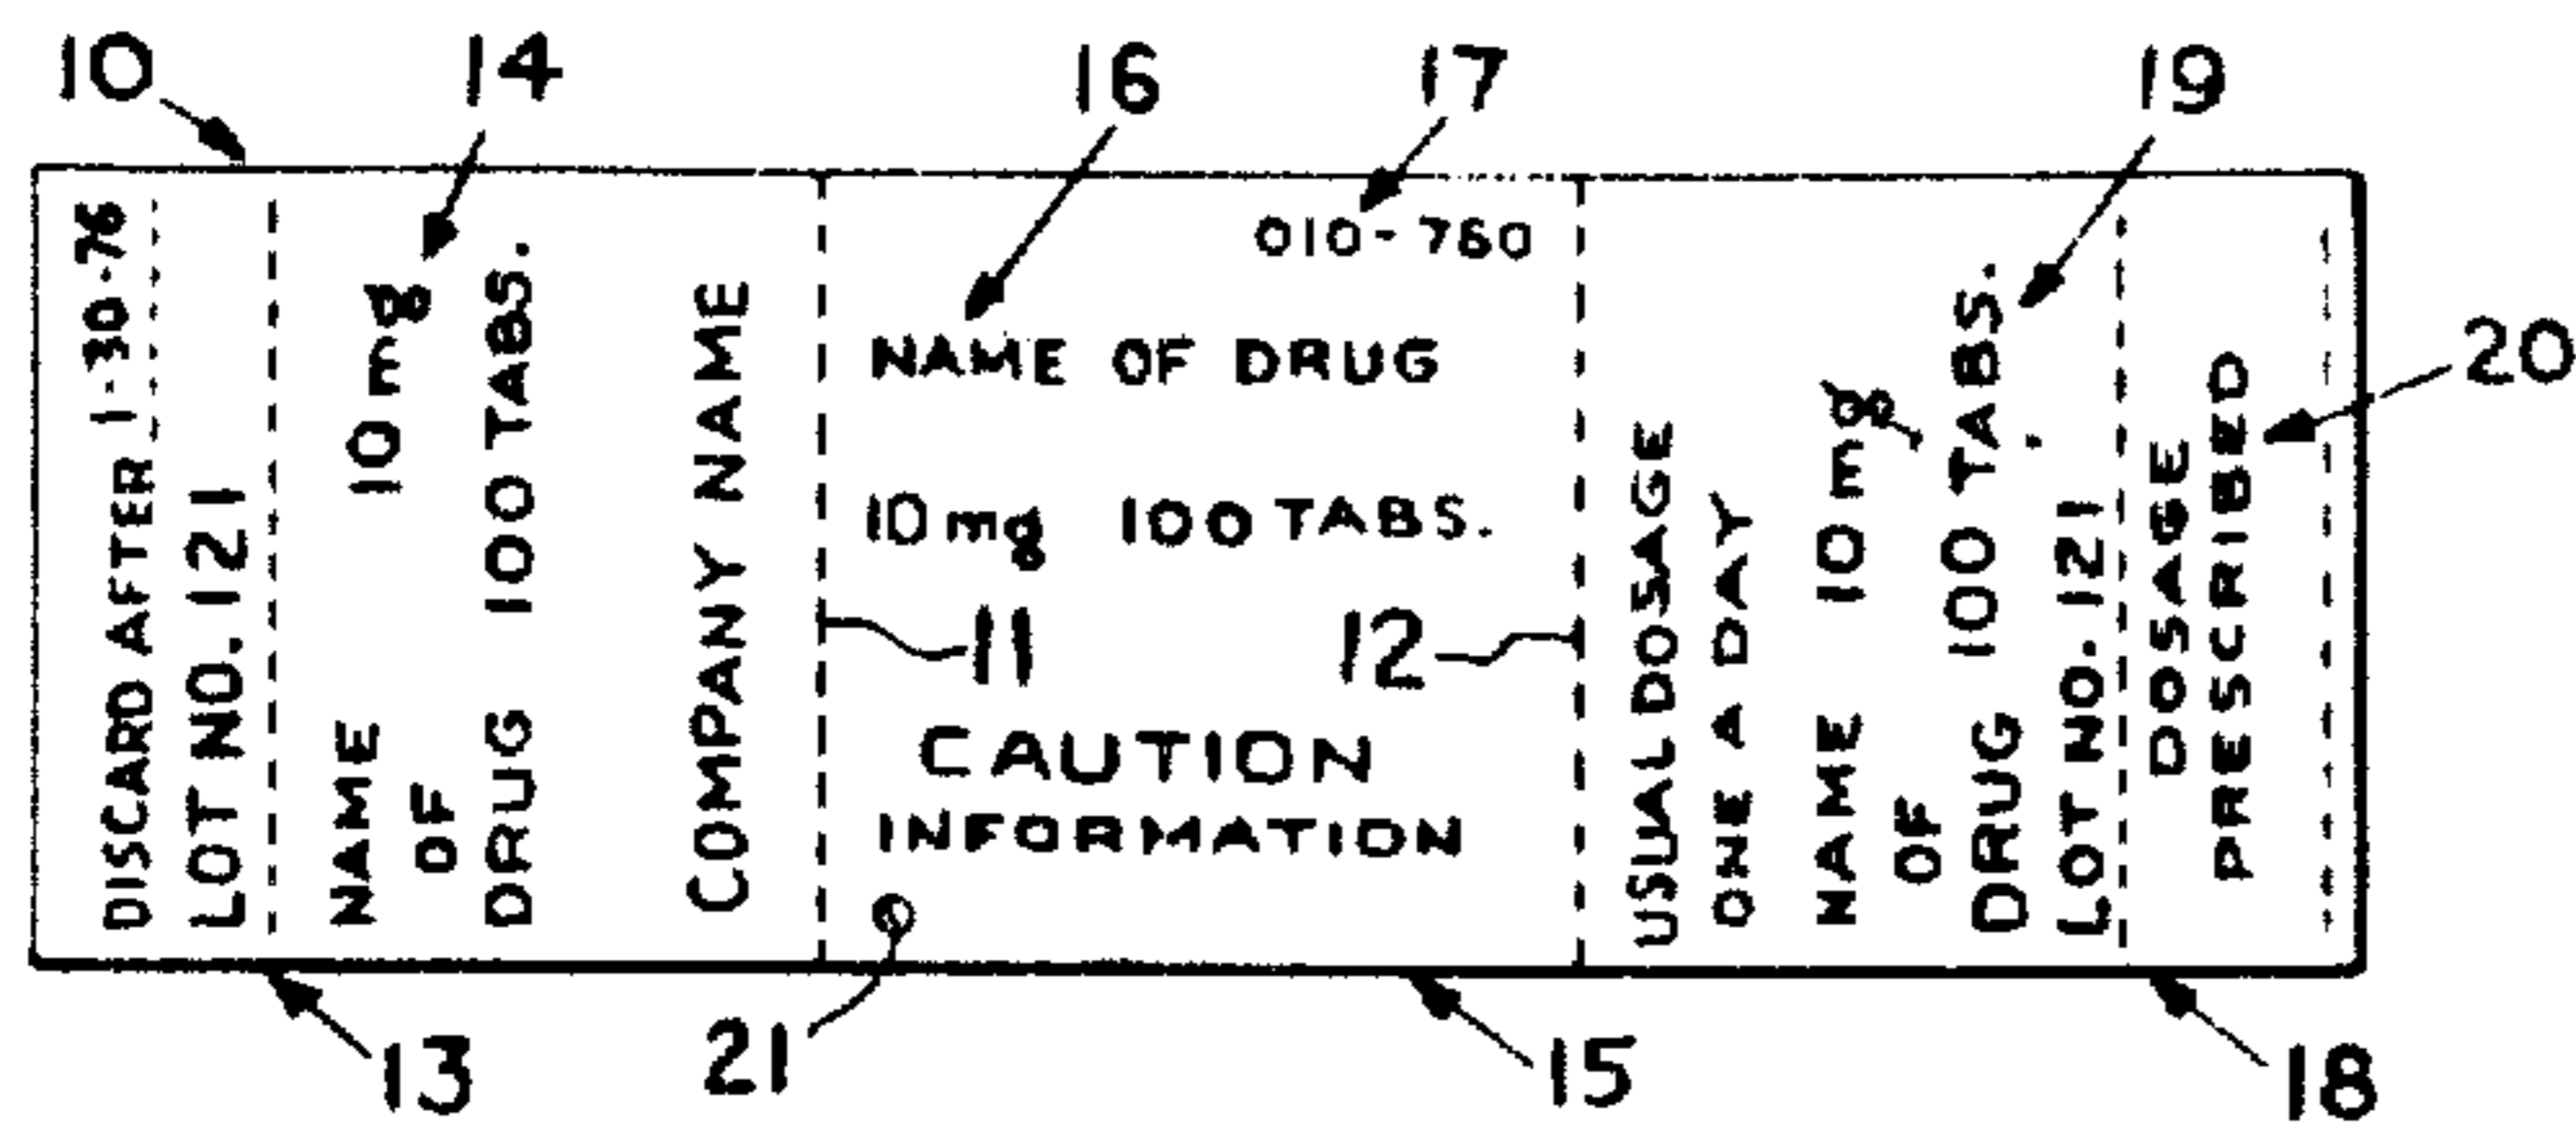 10
14
16
17
19
20
DISCARD AFTER 1-30-76
LOT NO. 121
NAME 10 mg
OF
DRUG 100 TABS.
COMPANY NAME
010-760
NAME OF DRUG
10 mg 100 TABS.
11
12
CAUTION
INFORMATION
USUAL DOSAGE
ONE A DAY
NAME 10 mg
OF
DRUG 100 TABS.
LOT NO. 121
DOSAGE
PRESCRIBED
13
21
15
18